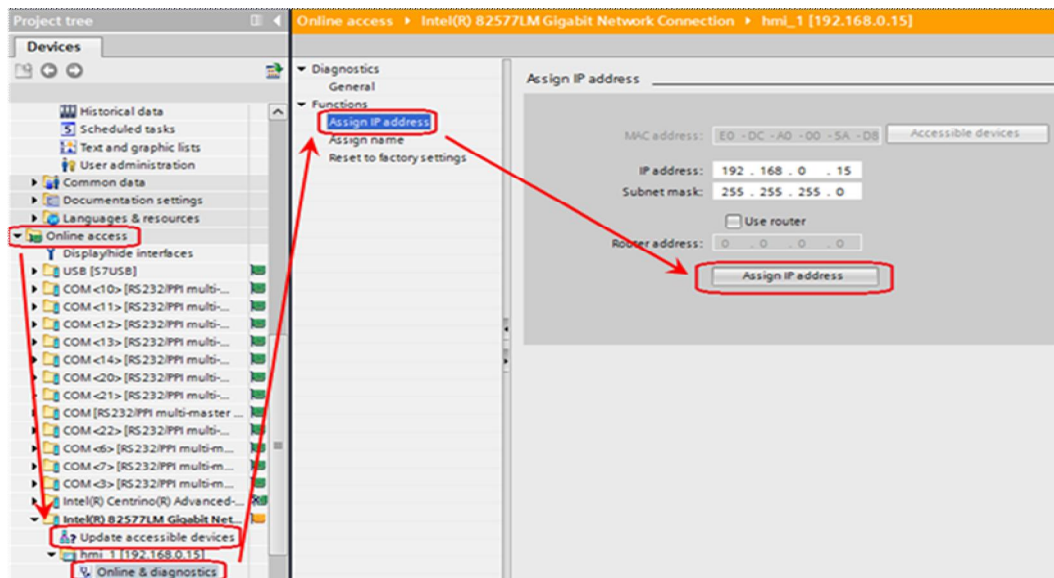 Project tree
Devices
Historical data
Scheduled tasks
Text and graphic lists
User administration
Common data
Documentation settings
Languages & resources
Online access
Display/hide interfaces
USB [S7USB]
COM <10> [RS232/PPI multi-...
COM <11> [RS232/PPI multi-...
COM <12> [RS232/PPI multi-...
COM <13> [RS232/PPI multi-...
COM <14> [RS232/PPI multi-...
COM <20> [RS232/PPI multi-...
COM <21> [RS232/PPI multi-...
COM [RS232/PPI multi-master ...
COM <22> [RS232/PPI multi-...
COM <6> [RS232/PPI multi-m...
COM <7> [RS232/PPI multi-m...
COM <3> [RS232/PPI multi-m...
Intel(R) Centrino(R) Advanced-...
Intel(R) 82577LM Gigabit Net...
Update accessible devices
hmi_1 [192.168.0.15]
Online & diagnostics
Online access Intel(R) 82577LM Gigabit Network Connection hmi_1 [192.168.0.15]
Diagnostics
General
Functions
Assign IP address
Assign name
Reset to factory settings
Assign IP address
MAC address: E0 - DC - A0 - 00 - 5A - D8 Accessible devices
IP address: 192 . 168 . 0 . 15
Subnet mask: 255 . 255 . 255 . 0
Use router
Router address: 0 . 0 . 0 . 0
Assign IP address